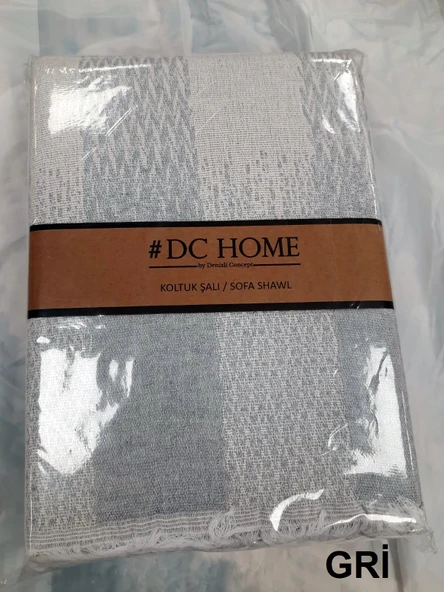 #DC HOME
by Denizli Concept
KOLTUK ŞALI / SOFA SHAWL
GRİ